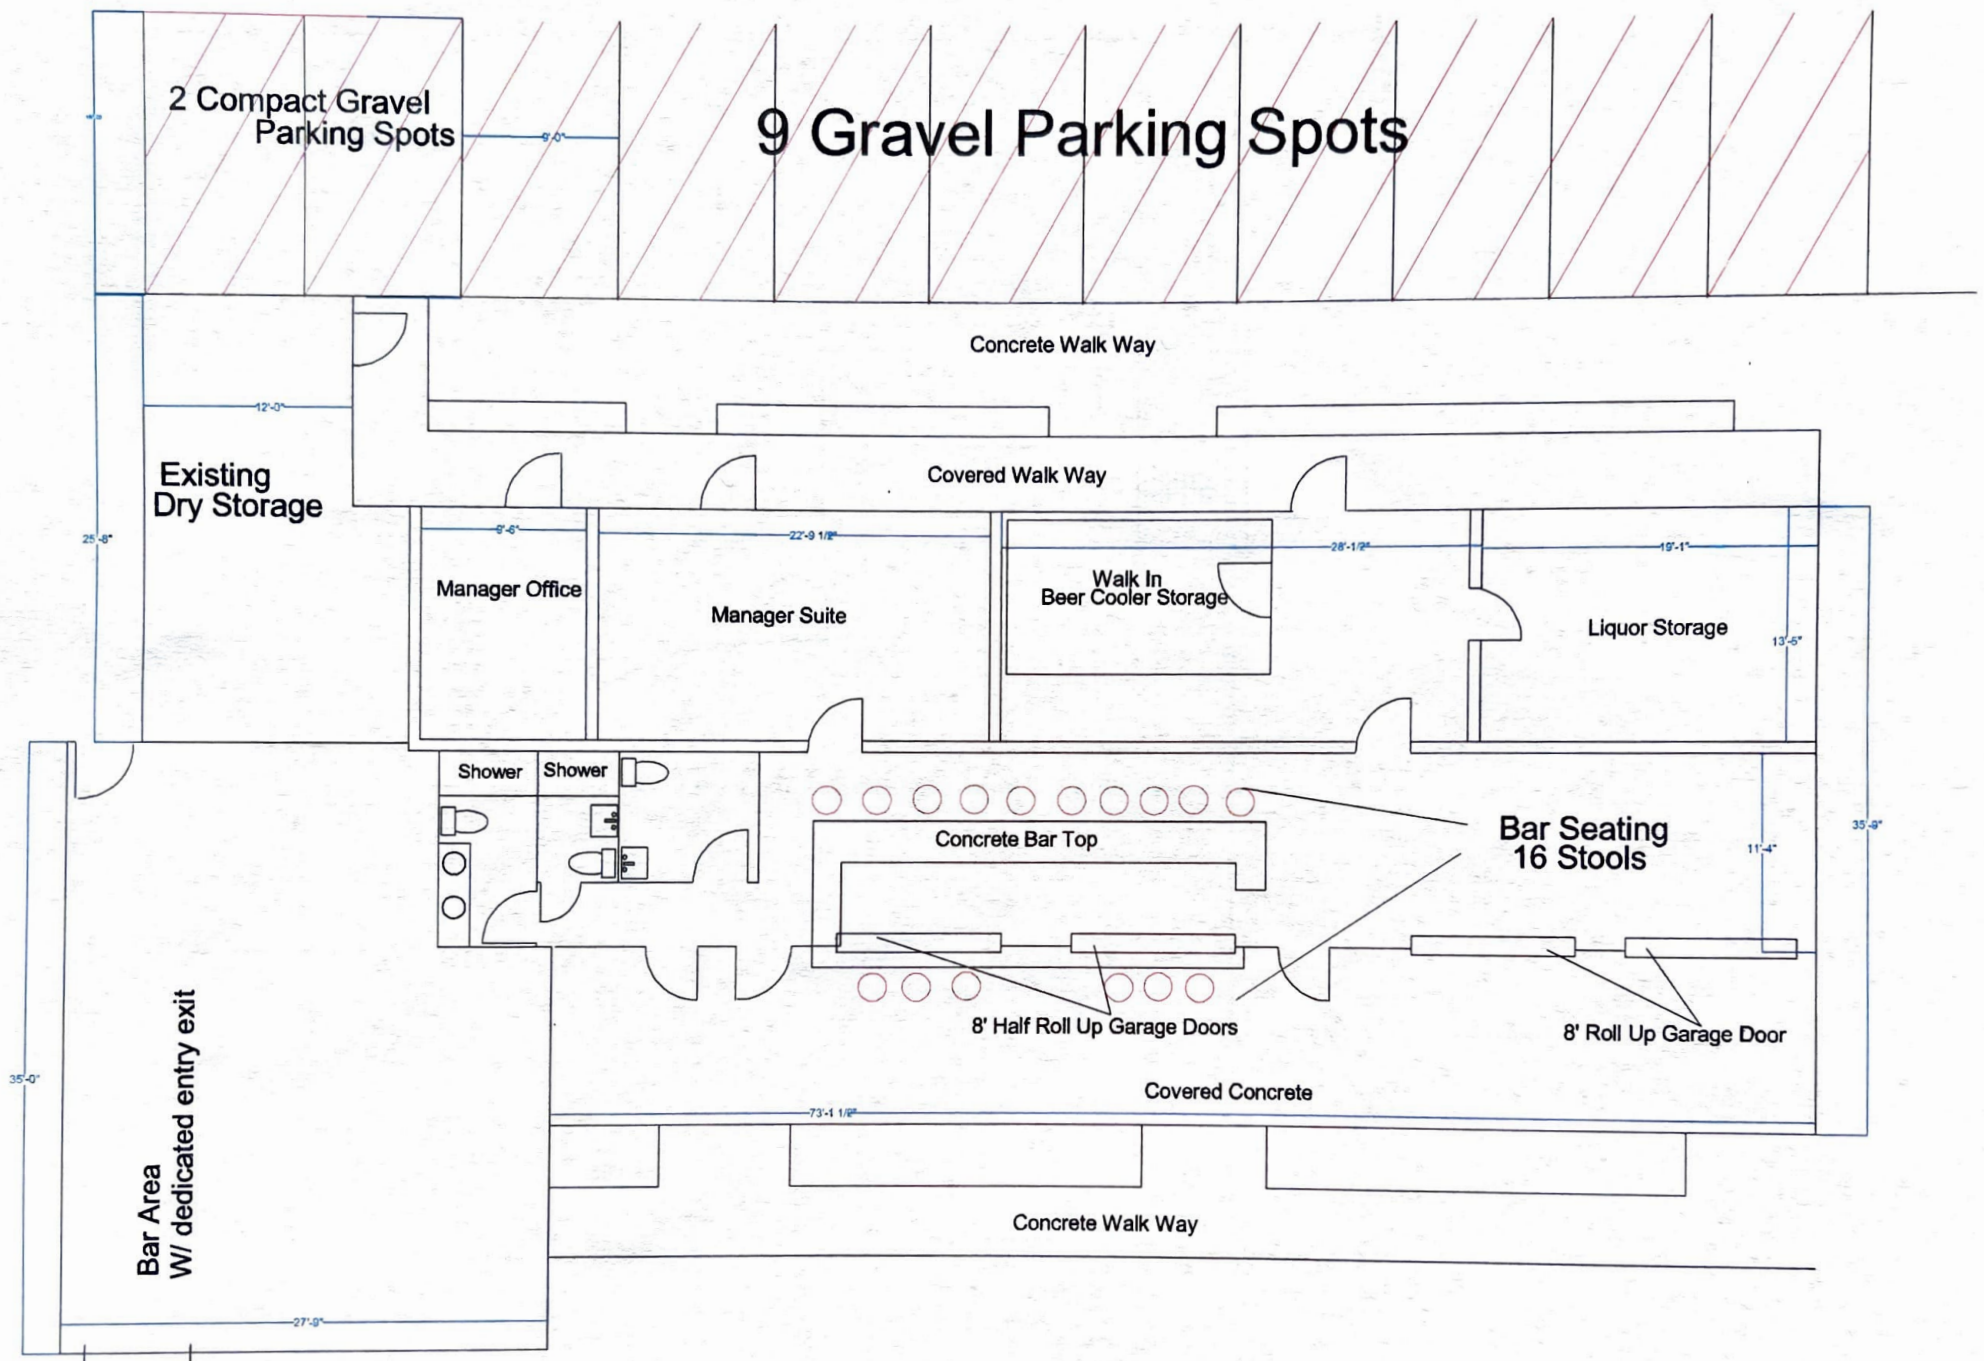 2 Compact Gravel
Parking Spots
9'-0"
9 Gravel Parking Spots
Concrete Walk Way
12'-0"
Existing
Dry Storage
Covered Walk Way
25'-8"
9'-6"
22'-9 1/2"
28'-1/2"
19'-1"
Manager Office
Manager Suite
Walk In
Beer Cooler Storage
Liquor Storage
13'-6"
Shower
Shower
Concrete Bar Top
Bar Seating
16 Stools
11'-4"
35'-9"
8' Half Roll Up Garage Doors
8' Roll Up Garage Door
35'-0"
Covered Concrete
73'-1 1/2"
Bar Area
W/ dedicated entry exit
Concrete Walk Way
27'-9"